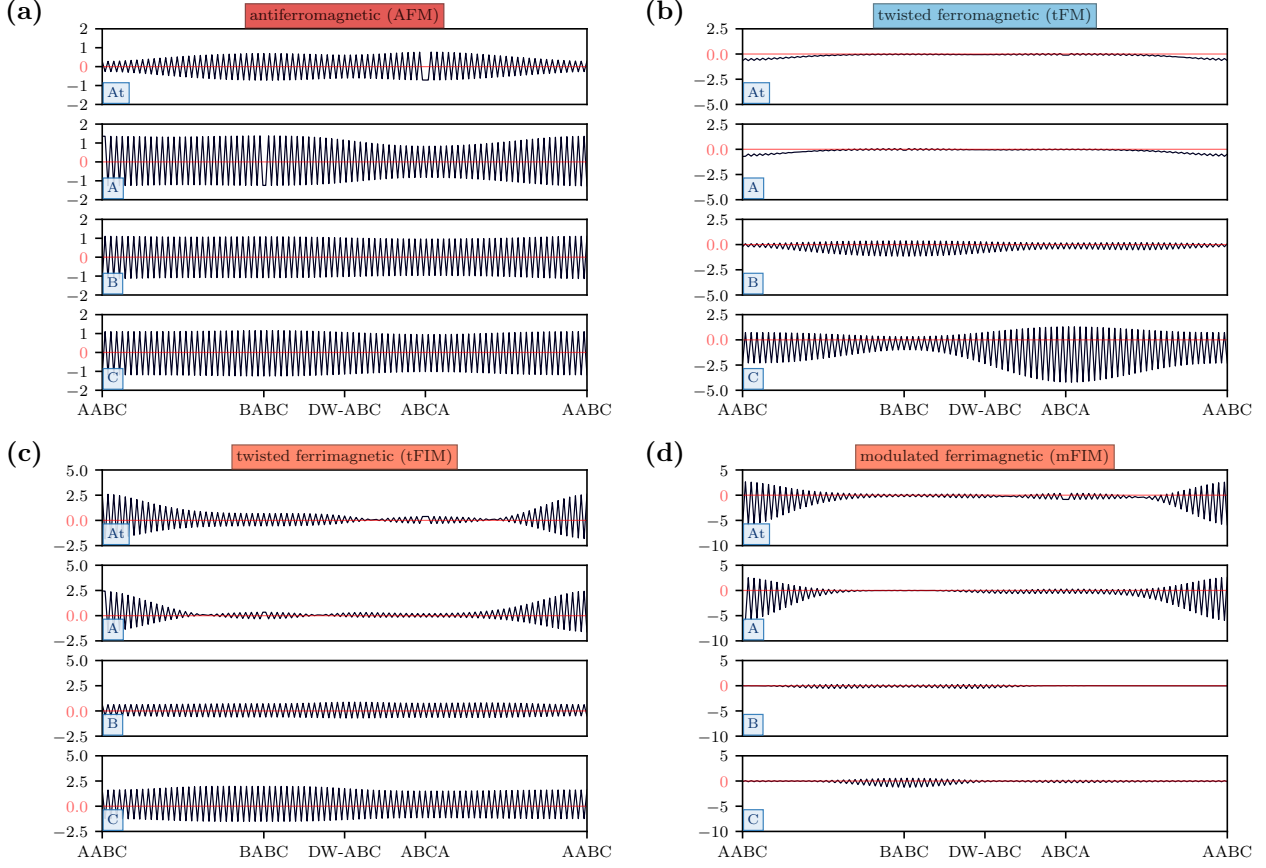 (a)
antiferromagnetic (AFM)
2
1
0
−1
−2
At
2
1
0
−1
−2
A
2
1
0
−1
−2
B
2
1
0
−1
−2
C
AABC BABC DW-ABC ABCA AABC
(b)
twisted ferromagnetic (tFM)
2.5
0.0
−2.5
−5.0
At
2.5
0.0
−2.5
−5.0
A
2.5
0.0
−2.5
−5.0
B
2.5
0.0
−2.5
−5.0
C
AABC BABC DW-ABC ABCA AABC
(c)
twisted ferrimagnetic (tFIM)
5.0
2.5
0.0
−2.5
At
5.0
2.5
0.0
−2.5
A
5.0
2.5
0.0
−2.5
B
5.0
2.5
0.0
−2.5
C
AABC BABC DW-ABC ABCA AABC
(d)
modulated ferrimagnetic (mFIM)
5
0
−5
−10
At
5
0
−5
−10
A
5
0
−5
−10
B
5
0
−5
−10
C
AABC BABC DW-ABC ABCA AABC